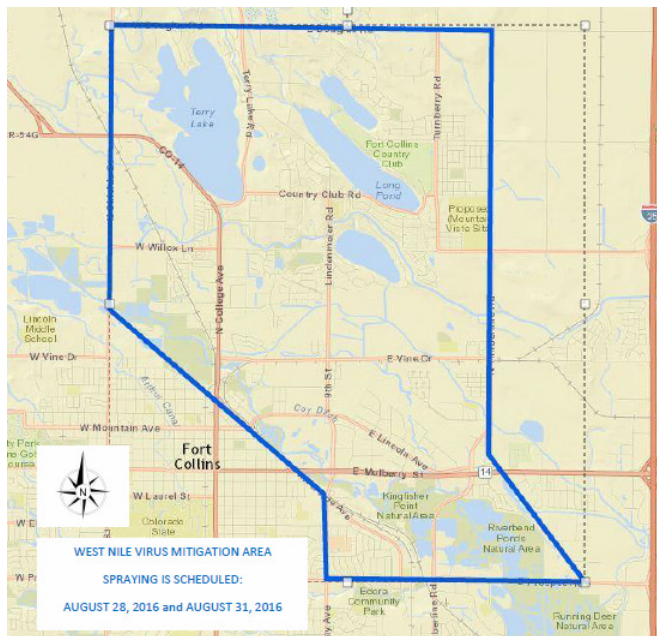 E Douglas Rd
Terry Lake Rd
Terry
Lake
Turnberry Rd
CO-14
Fort Collins
Country
Club
Long
Pond
Country Club Rd
Lindenmeier Rd
Proposed
(Mountain
Vista Site)
25
W Willox Ln
N College Ave
Lincoln
Middle
School
W Vine Dr
E Vine Dr
9th St
Coy Ditch
W Mountain Ave
E Lincoln Ave
Fort
Collins
E Mulberry St
14
N
W Laurel St
Kingfisher
Point
Natural Area
Colorado
State
Riverbend
Ponds
Natural Area
WEST NILE VIRUS MITIGATION AREA
SPRAYING IS SCHEDULED:
AUGUST 28, 2016 and AUGUST 31, 2016
Edora
Community
Park
Running Deer
Natural Area